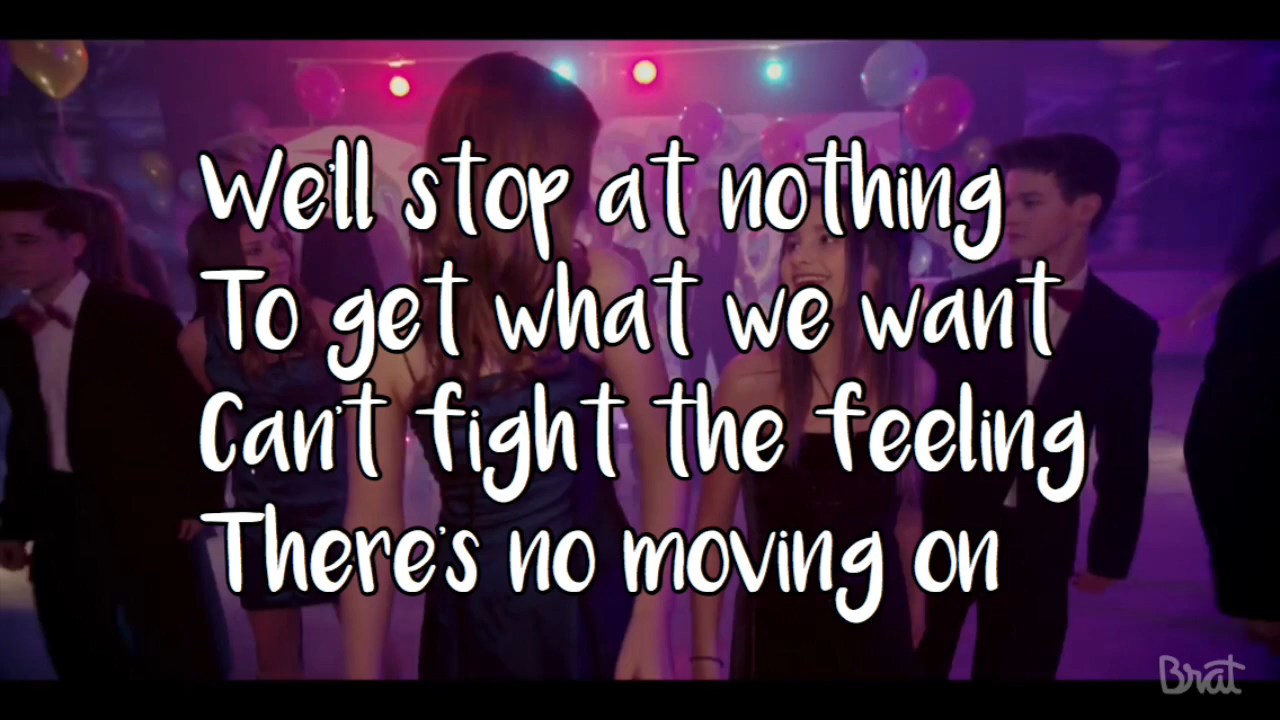 We'll stop at nothing
To get what we want
Can't fight the feeling
There's no moving on
Brat